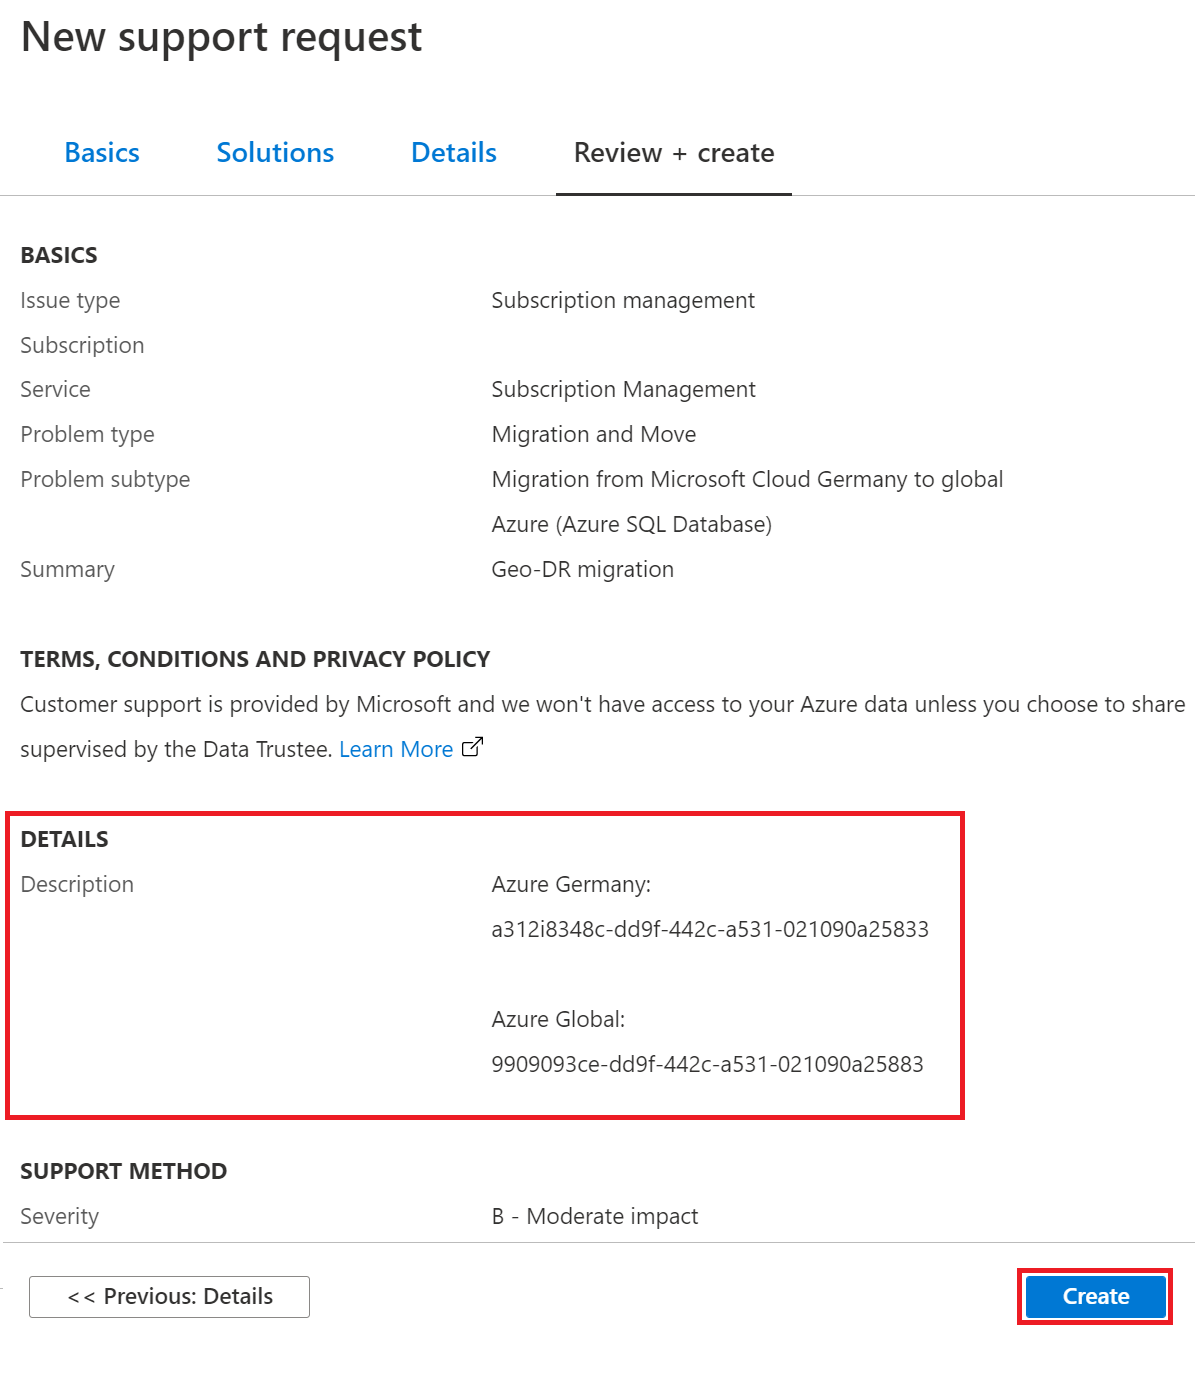 New support request
Basics Solutions Details Review + create
BASICS
Issue type Subscription management
Subscription
Service Subscription Management
Problem type Migration and Move
Problem subtype Migration from Microsoft Cloud Germany to global
Azure (Azure SQL Database)
Summary Geo-DR migration
TERMS, CONDITIONS AND PRIVACY POLICY
Customer support is provided by Microsoft and we won't have access to your Azure data unless you choose to share
supervised by the Data Trustee. Learn More
DETAILS
Description Azure Germany:
a312i8348c-dd9f-442c-a531-021090a25833
Azure Global:
9909093ce-dd9f-442c-a531-021090a25883
SUPPORT METHOD
Severity B - Moderate impact
<< Previous: Details Create